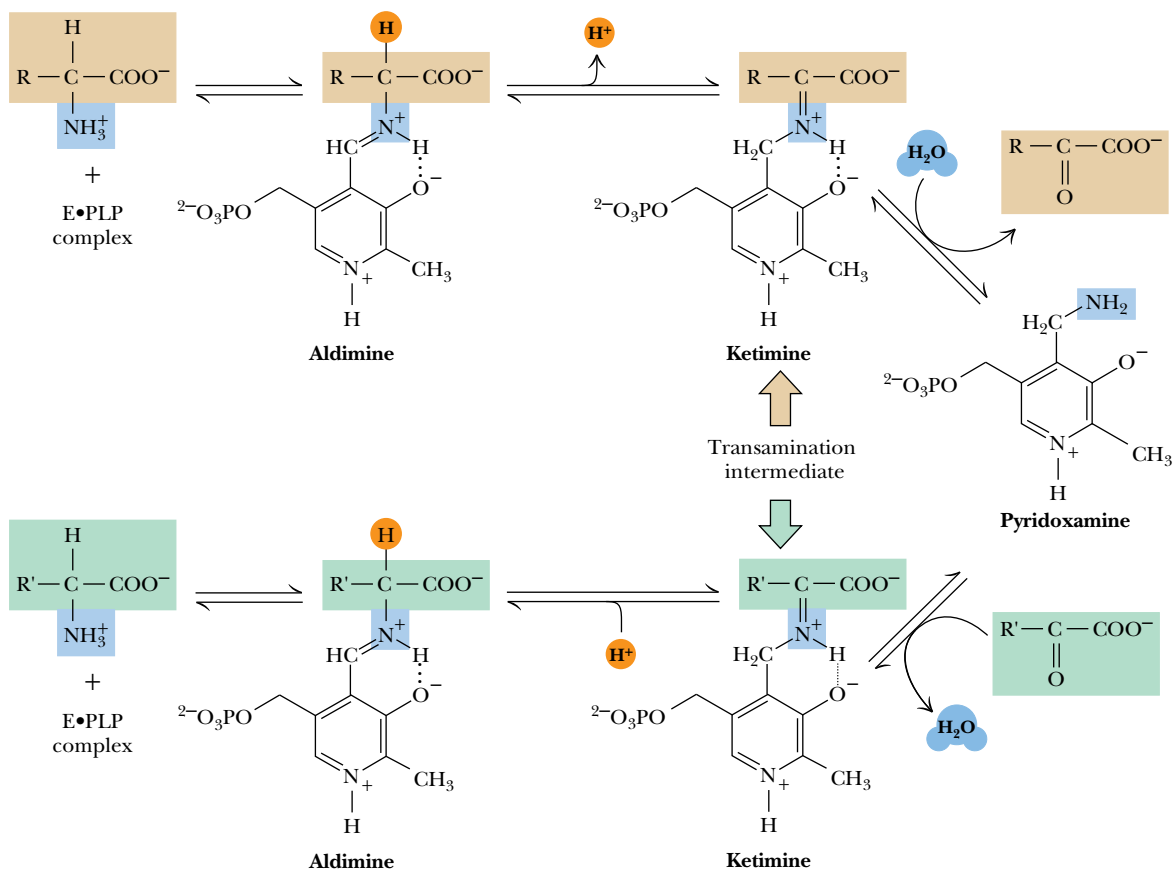 H
R — C — COO⁻
NH₃⁺
+
E•PLP
complex
H
R — C — COO⁻
N⁺
HC H
O⁻
²⁻O₃PO
N
+
CH₃
H
Aldimine
H⁺
R — C — COO⁻
N⁺
H₂C H
O⁻
²⁻O₃PO
N
+
CH₃
H
Ketimine
H₂O
R — C — COO⁻
O
NH₂
H₂C
O⁻
²⁻O₃PO
N
+
CH₃
H
Pyridoxamine
Transamination
intermediate
H
R' — C — COO⁻
NH₃⁺
+
E•PLP
complex
H
R' — C — COO⁻
N⁺
HC H
O⁻
²⁻O₃PO
N
+
CH₃
H
Aldimine
H⁺
R' — C — COO⁻
N⁺
H₂C H
O⁻
²⁻O₃PO
N
+
CH₃
H
Ketimine
R' — C — COO⁻
O
H₂O